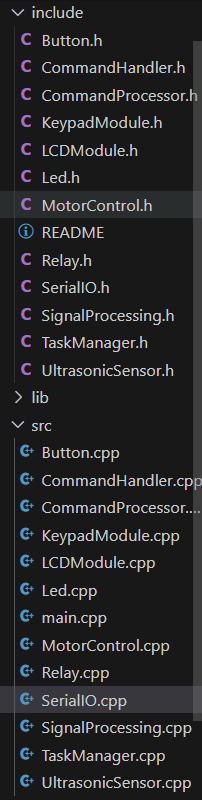 include
Button.h
CommandHandler.h
CommandProcessor.h
KeypadModule.h
LCDModule.h
Led.h
MotorControl.h
README
Relay.h
SerialIO.h
SignalProcessing.h
TaskManager.h
UltrasonicSensor.h
lib
src
Button.cpp
CommandHandler.cpp
CommandProcessor....
KeypadModule.cpp
LCDModule.cpp
Led.cpp
main.cpp
MotorControl.cpp
Relay.cpp
SerialIO.cpp
SignalProcessing.cpp
TaskManager.cpp
UltrasonicSensor.cpp